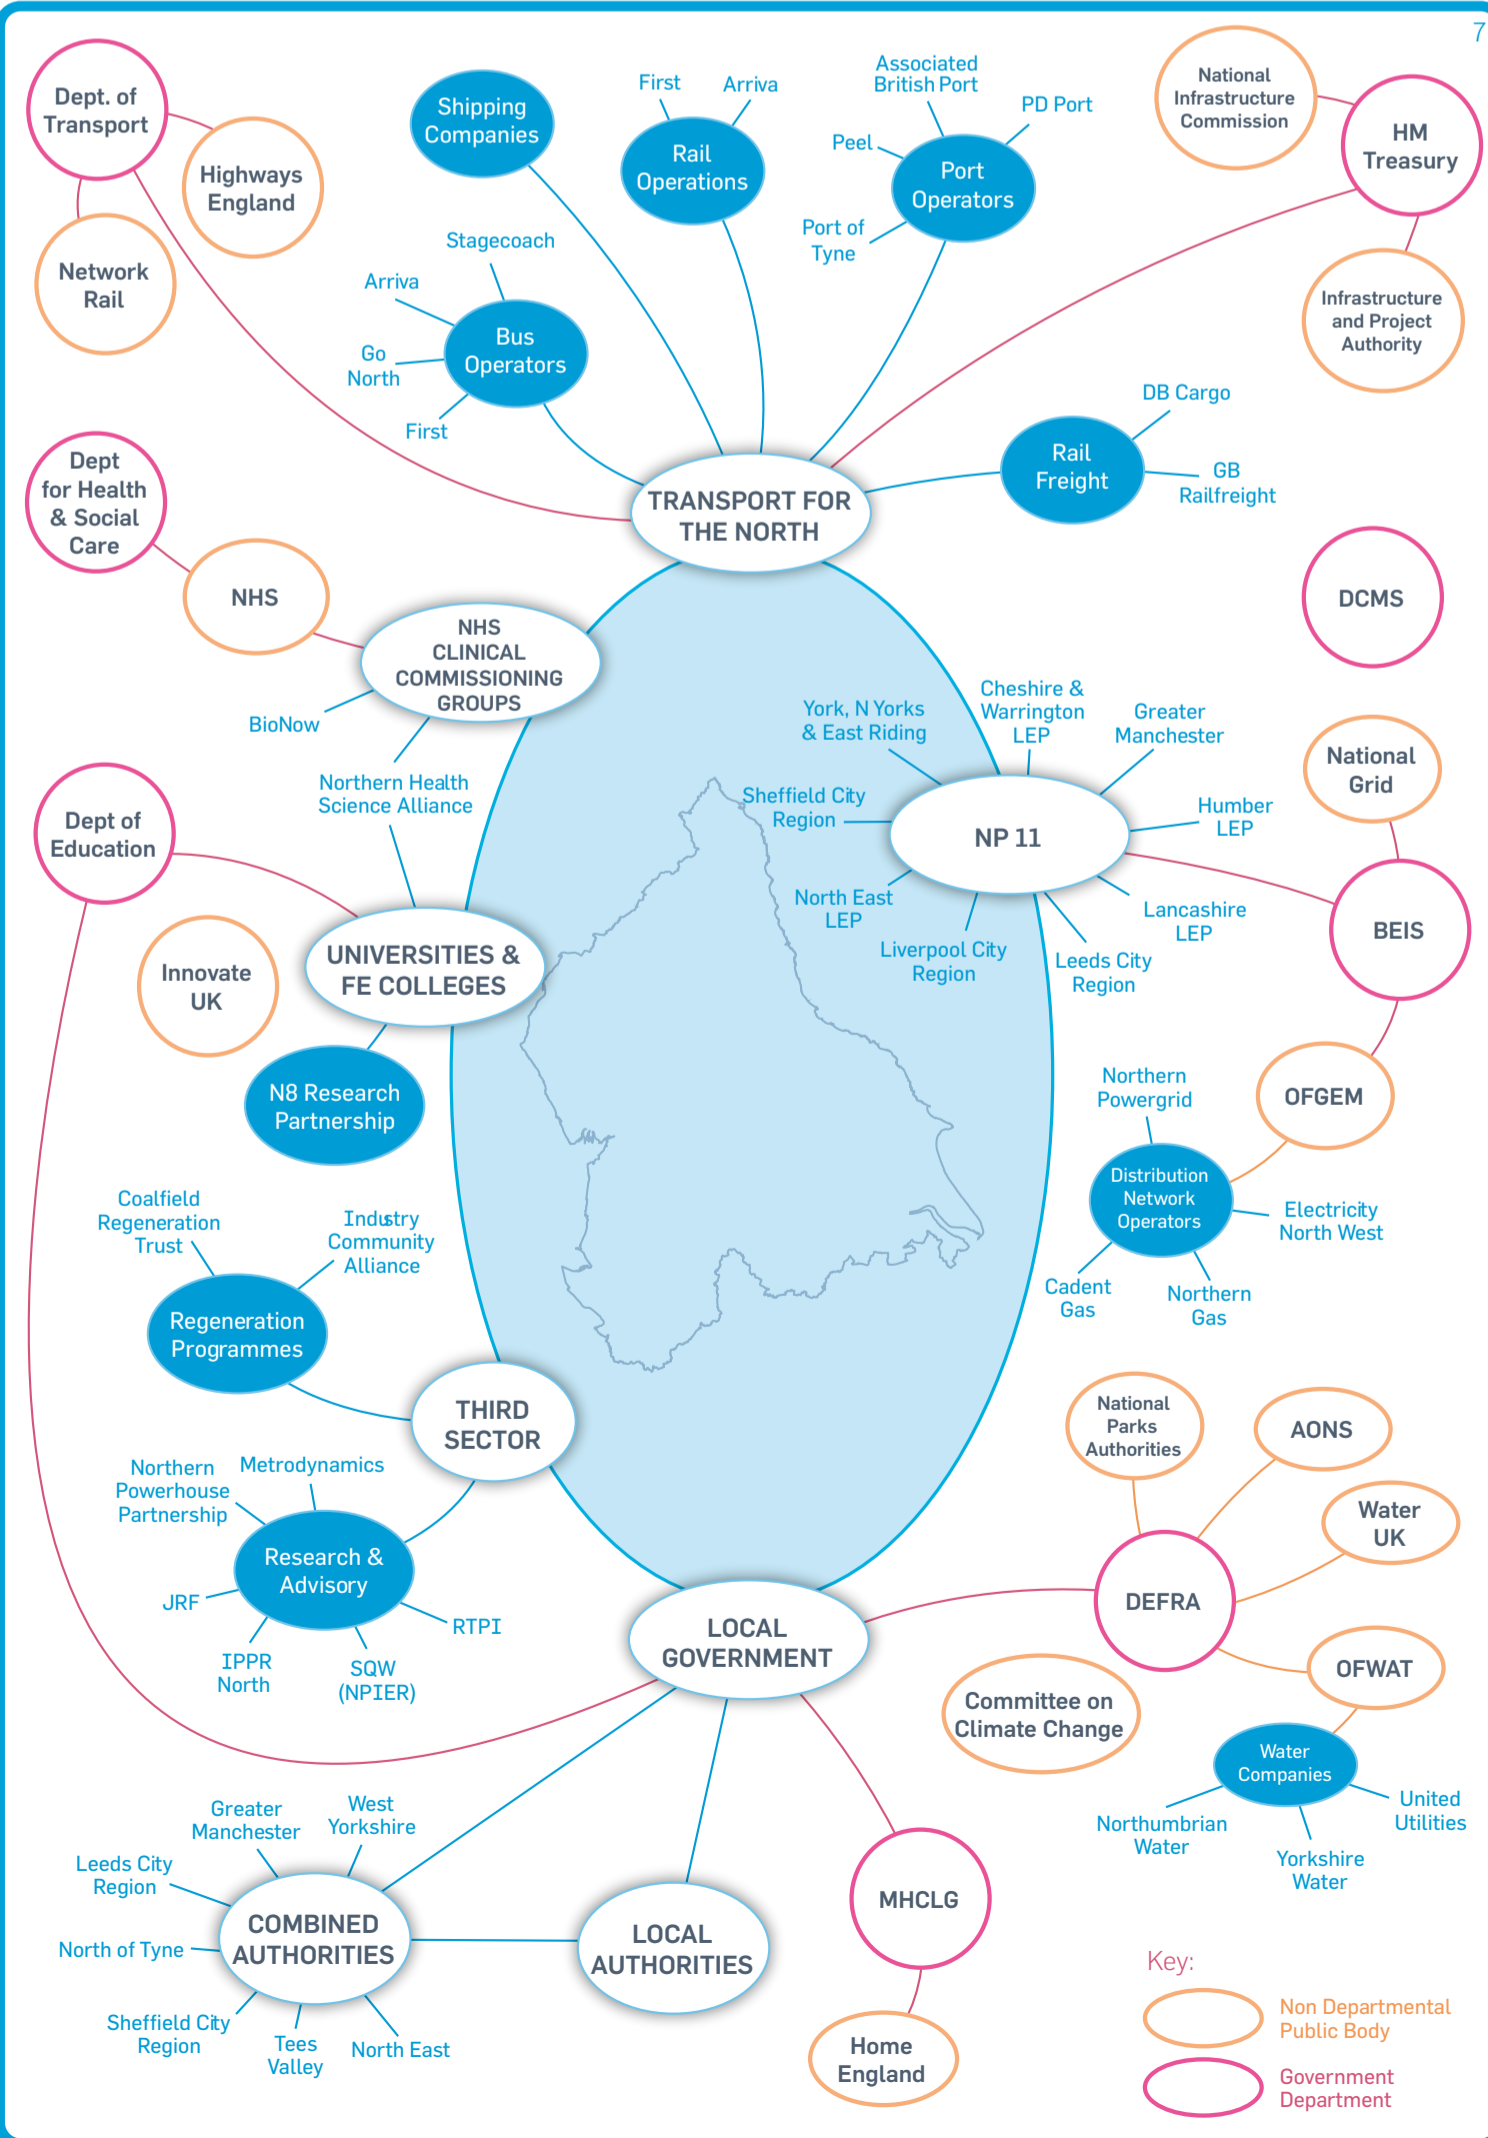 7
Dept. of
Transport
Highways
England
Network
Rail
Shipping
Companies
First
Arriva
Rail
Operations
Associated
British Port
PD Port
Peel
Port
Operators
Port of
Tyne
National
Infrastructure
Commission
HM
Treasury
Infrastructure
and Project
Authority
Stagecoach
Arriva
Bus
Operators
Go
North
First
DB Cargo
Rail
Freight
GB
Railfreight
TRANSPORT FOR
THE NORTH
Dept
for Health
& Social
Care
NHS
NHS
CLINICAL
COMMISSIONING
GROUPS
BioNow
Northern Health
Science Alliance
DCMS
York, N Yorks
& East Riding
Cheshire &
Warrington
LEP
Greater
Manchester
Sheffield City
Region
NP 11
Humber
LEP
North East
LEP
Liverpool City
Region
Leeds City
Region
Lancashire
LEP
National
Grid
BEIS
Dept of
Education
UNIVERSITIES &
FE COLLEGES
Innovate
UK
N8 Research
Partnership
OFGEM
Northern
Powergrid
Distribution
Network
Operators
Electricity
North West
Cadent
Gas
Northern
Gas
Coalfield
Regeneration
Trust
Industry
Community
Alliance
Regeneration
Programmes
THIRD
SECTOR
Northern
Powerhouse
Partnership
Metrodynamics
Research &
Advisory
JRF
IPPR
North
SQW
(NPIER)
RTPI
National
Parks
Authorities
AONS
Water
UK
DEFRA
OFWAT
LOCAL
GOVERNMENT
Committee on
Climate Change
Water
Companies
Northumbrian
Water
Yorkshire
Water
United
Utilities
Greater
Manchester
West
Yorkshire
Leeds City
Region
COMBINED
AUTHORITIES
North of Tyne
Sheffield City
Region
Tees
Valley
North East
LOCAL
AUTHORITIES
MHCLG
Home
England
Key:
Non Departmental
Public Body
Government
Department